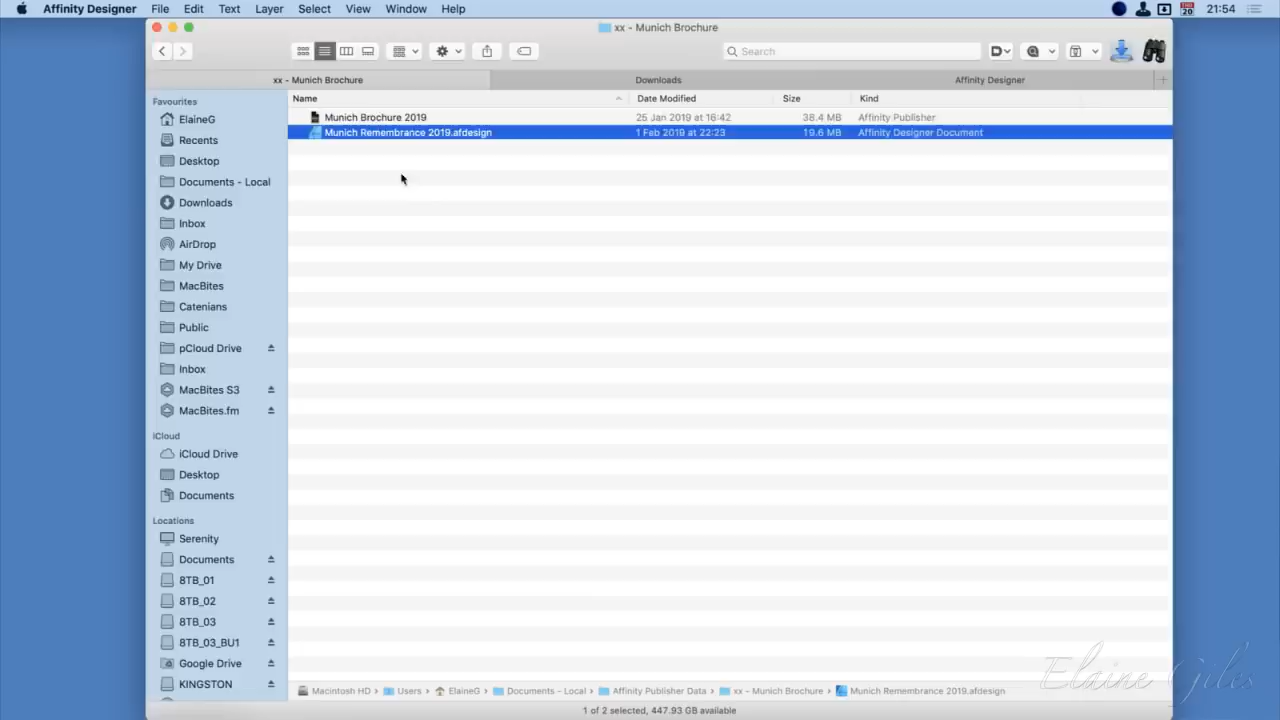 Affinity Designer File Edit Text Layer Select View Window Help THU 20 21:54
xx - Munich Brochure
Search
xx - Munich Brochure Downloads Affinity Designer +
Name Date Modified Size Kind
Munich Brochure 2019 25 Jan 2019 at 16:42 38.4 MB Affinity Publisher
Munich Remembrance 2019.afdesign 1 Feb 2019 at 22:23 19.6 MB Affinity Designer Document
Favourites
ElaineG
Recents
Desktop
Documents - Local
Downloads
Inbox
AirDrop
My Drive
MacBites
Catenians
Public
pCloud Drive
Inbox
MacBites S3
MacBites.fm
iCloud
iCloud Drive
Desktop
Documents
Locations
Serenity
Documents
8TB_01
8TB_02
8TB_03
8TB_03_BU1
Google Drive
KINGSTON
Macintosh HD › Users › ElaineG › Documents - Local › Affinity Publisher Data › xx - Munich Brochure › Munich Remembrance 2019.afdesign
1 of 2 selected, 447.93 GB available
Elaine Giles